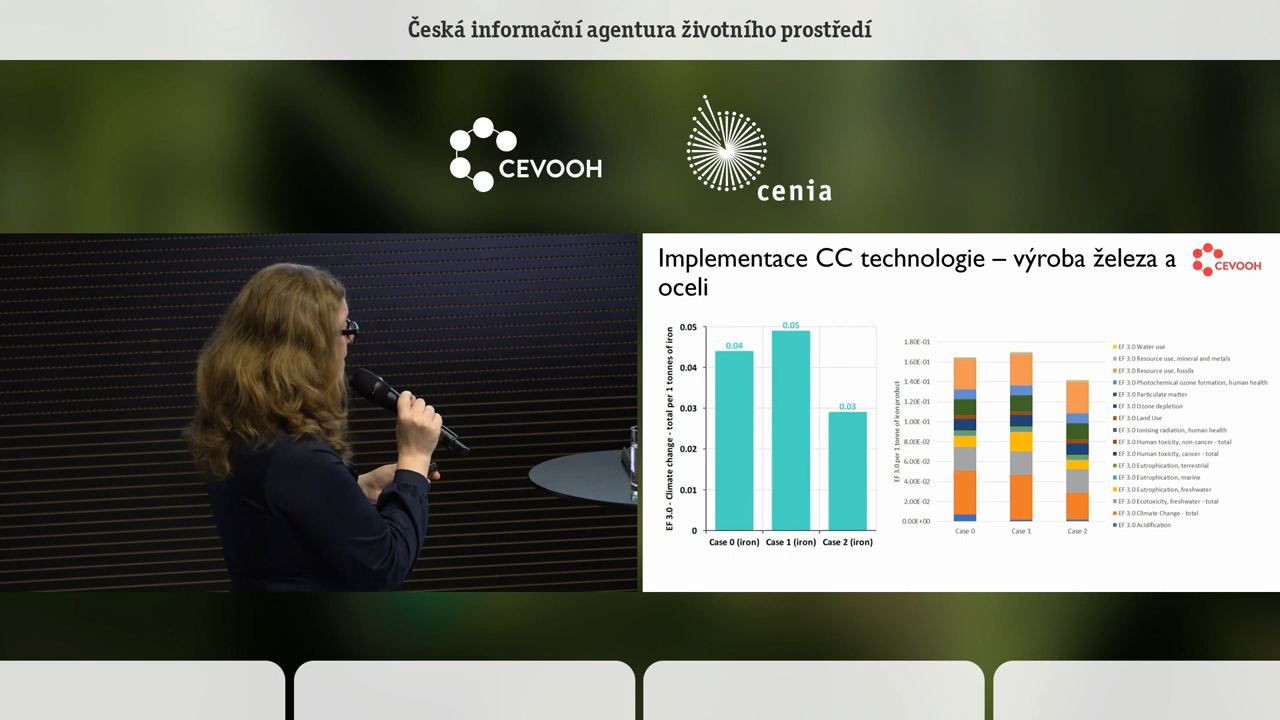 Česká informační agentura životního prostředí
CEVOOH
cenia
Implementace CC technologie – výroba železa a
oceli
CEVOOH
EF 3.0 - Climate change - total per 1 tonnes of iron
0.05
0.04
0.03
0.02
0.01
0
0.04
0.05
0.03
Case 0 (iron)
Case 1 (iron)
Case 2 (iron)
EF 3.0 per 1 tonne of iron product
1.80E-01
1.60E-01
1.40E-01
1.20E-01
1.00E-01
8.00E-02
6.00E-02
4.00E-02
2.00E-02
0.00E+00
Case 0
Case 1
Case 2
EF 3.0 Water use
EF 3.0 Resource use, mineral and metals
EF 3.0 Resource use, fossils
EF 3.0 Photochemical ozone formation, human health
EF 3.0 Particulate matter
EF 3.0 Ozone depletion
EF 3.0 Land Use
EF 3.0 Ionising radiation, human health
EF 3.0 Human toxicity, non-cancer - total
EF 3.0 Human toxicity, cancer - total
EF 3.0 Eutrophication, terrestrial
EF 3.0 Eutrophication, marine
EF 3.0 Eutrophication, freshwater
EF 3.0 Ecotoxicity, freshwater - total
EF 3.0 Climate Change - total
EF 3.0 Acidification